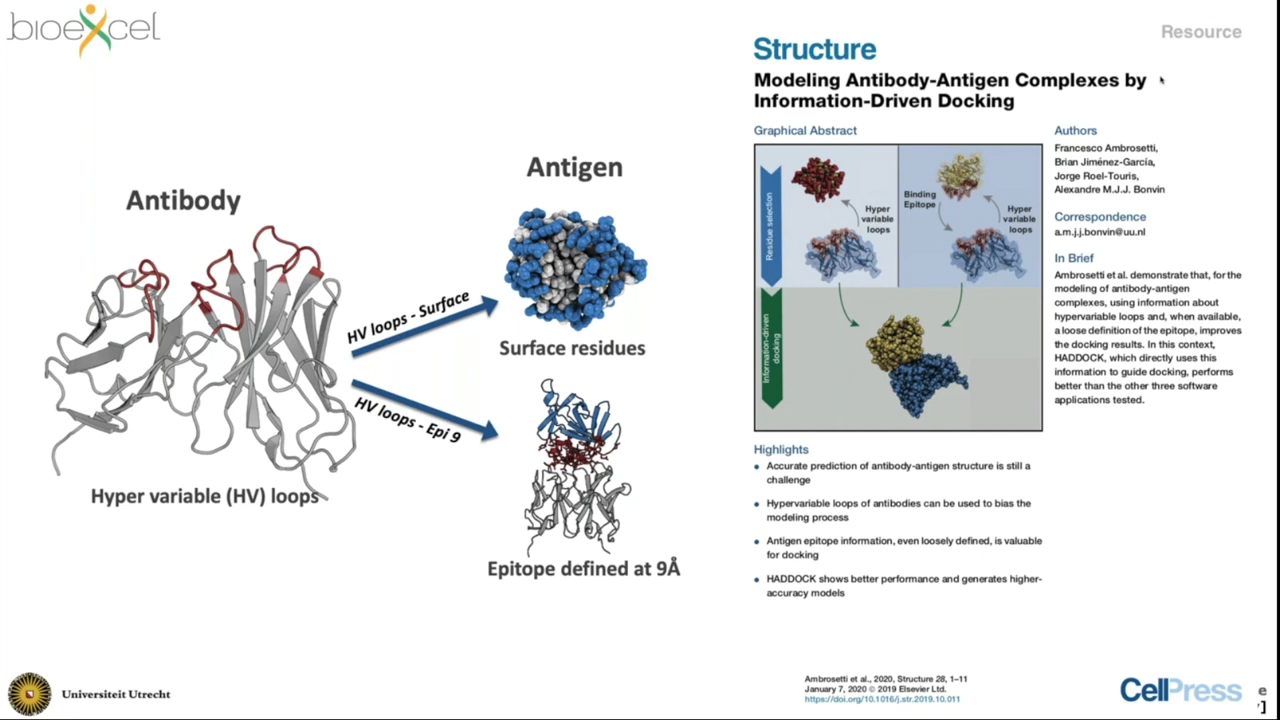 bioexcel
Antibody
Hyper variable (HV) loops
HV loops - Surface
HV loops - Epi 9
Antigen
Surface residues
Epitope defined at 9Å
Universiteit Utrecht
Resource
Structure
Modeling Antibody-Antigen Complexes by
Information-Driven Docking
Graphical Abstract
Residue selection
Hyper
variable
loops
Binding
Epitope
Hyper
variable
loops
Information-driven
docking
Authors
Francesco Ambrosetti,
Brian Jiménez-García,
Jorge Roel-Touris,
Alexandre M.J.J. Bonvin
Correspondence
a.m.j.j.bonvin@uu.nl
In Brief
Ambrosetti et al. demonstrate that, for the
modeling of antibody-antigen
complexes, using information about
hypervariable loops and, when available,
a loose definition of the epitope, improves
the docking results. In this context,
HADDOCK, which directly uses this
information to guide docking, performs
better than the other three software
applications tested.
Highlights
• Accurate prediction of antibody-antigen structure is still a
challenge
• Hypervariable loops of antibodies can be used to bias the
modeling process
• Antigen epitope information, even loosely defined, is valuable
for docking
• HADDOCK shows better performance and generates higher-
accuracy models
Ambrosetti et al., 2020, Structure 28, 1–11
January 7, 2020 © 2019 Elsevier Ltd.
https://doi.org/10.1016/j.str.2019.10.011
CellPress